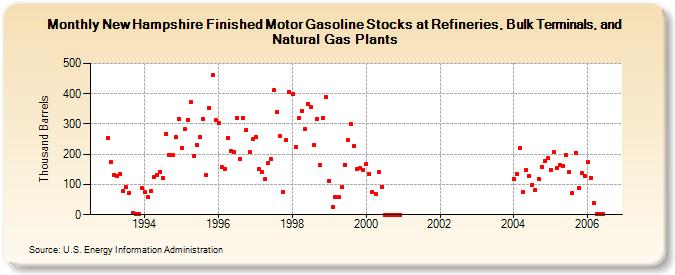 Monthly New Hampshire Finished Motor Gasoline Stocks at Refineries, Bulk Terminals, and
Natural Gas Plants
Thousand Barrels
500
400
300
200
100
0
1994 1996 1998 2000 2002 2004 2006
Source: U.S. Energy Information Administration